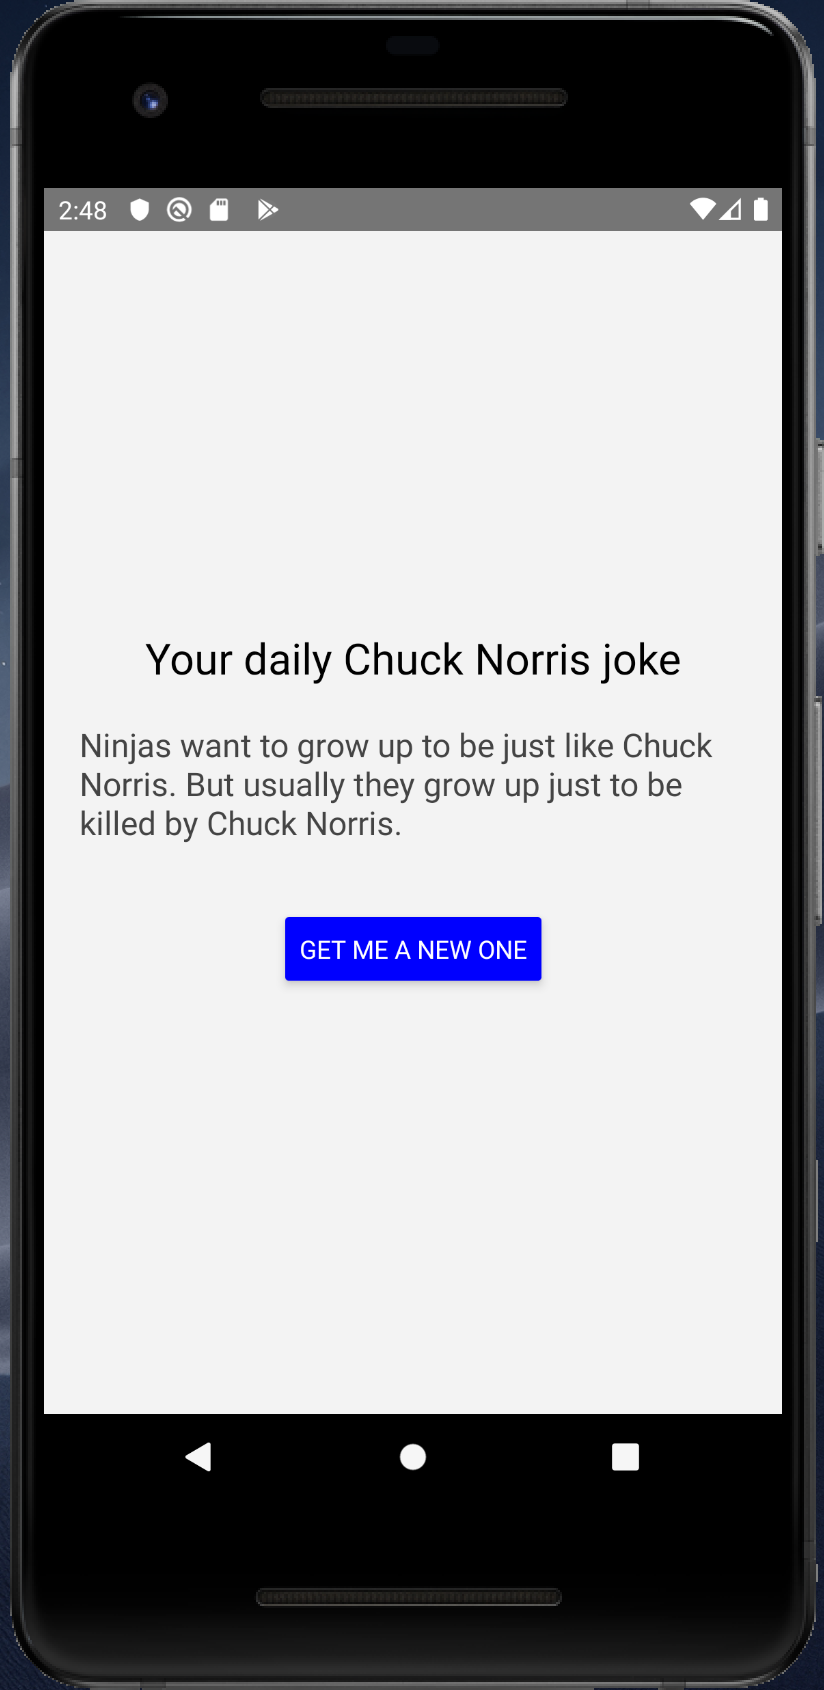 2:48
Your daily Chuck Norris joke
Ninjas want to grow up to be just like Chuck
Norris. But usually they grow up just to be
killed by Chuck Norris.
GET ME A NEW ONE